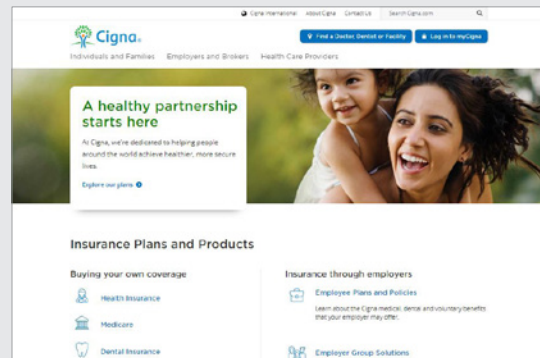 Cigna International About Cigna Contact Us Search Cigna.com
Cigna®
Find a Doctor, Dentist or Facility Log in to myCigna
Individuals and Families Employers and Brokers Health Care Providers
A healthy partnership
starts here
At Cigna, we're dedicated to helping people
around the world achieve healthier, more secure
lives.
Explore our plans
Insurance Plans and Products
Buying your own coverage
Health Insurance
Medicare
Dental Insurance
Insurance through employers
Employee Plans and Policies
Learn about the Cigna medical, dental and voluntary benefits
that your employer may offer.
Employer Group Solutions